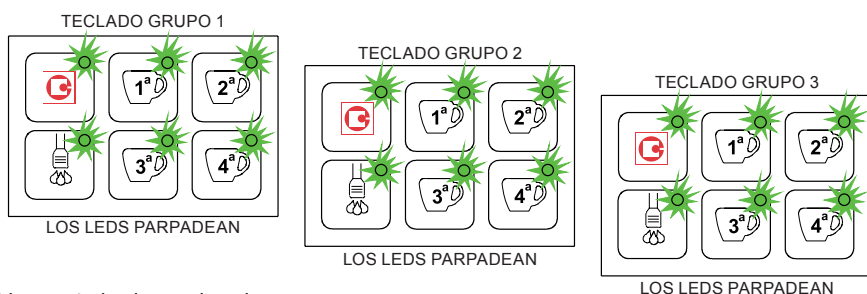 TECLADO GRUPO 1
1ª 2ª
3ª 4ª
LOS LEDS PARPADEAN
TECLADO GRUPO 2
1ª 2ª
3ª 4ª
LOS LEDS PARPADEAN
TECLADO GRUPO 3
1ª 2ª
3ª 4ª
LOS LEDS PARPADEAN